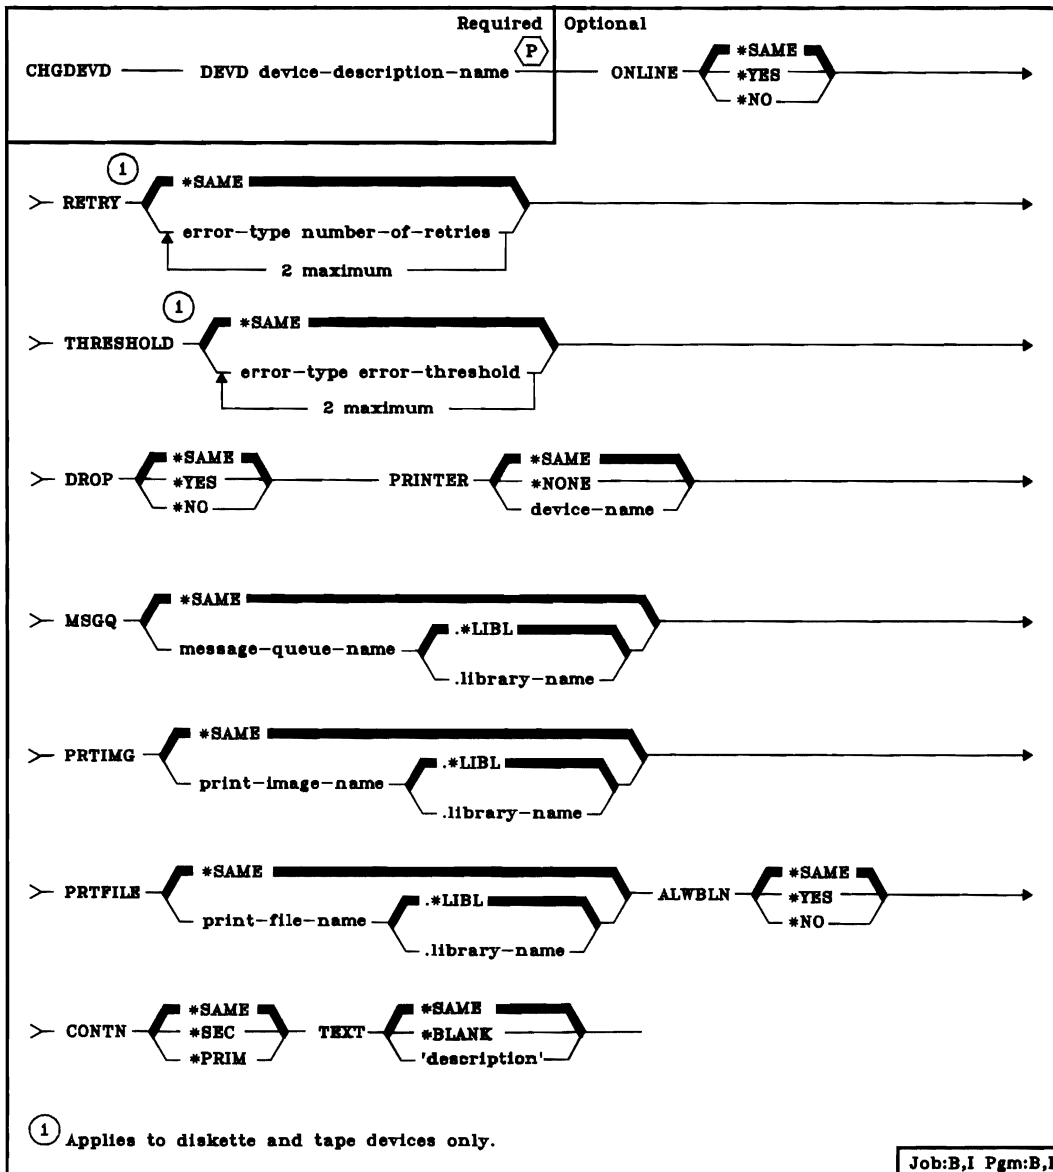 Required Optional
P
CHGDEVD DEVD device-description-name ONLINE *SAME
*YES
*NO
1
RETRY *SAME
error-type number-of-retries
2 maximum
1
THRESHOLD *SAME
error-type error-threshold
2 maximum
DROP *SAME
*YES
*NO
PRINTER *SAME
*NONE
device-name
MSGQ *SAME
message-queue-name .*LIBL
.library-name
PRTIMG *SAME
print-image-name .*LIBL
.library-name
PRTFILE *SAME
print-file-name .*LIBL
.library-name
ALWBLN *SAME
*YES
*NO
CONTN *SAME
*SEC
*PRIM
TEXT *SAME
*BLANK
'description'
1 Applies to diskette and tape devices only.
Job:B,I Pgm:B,I